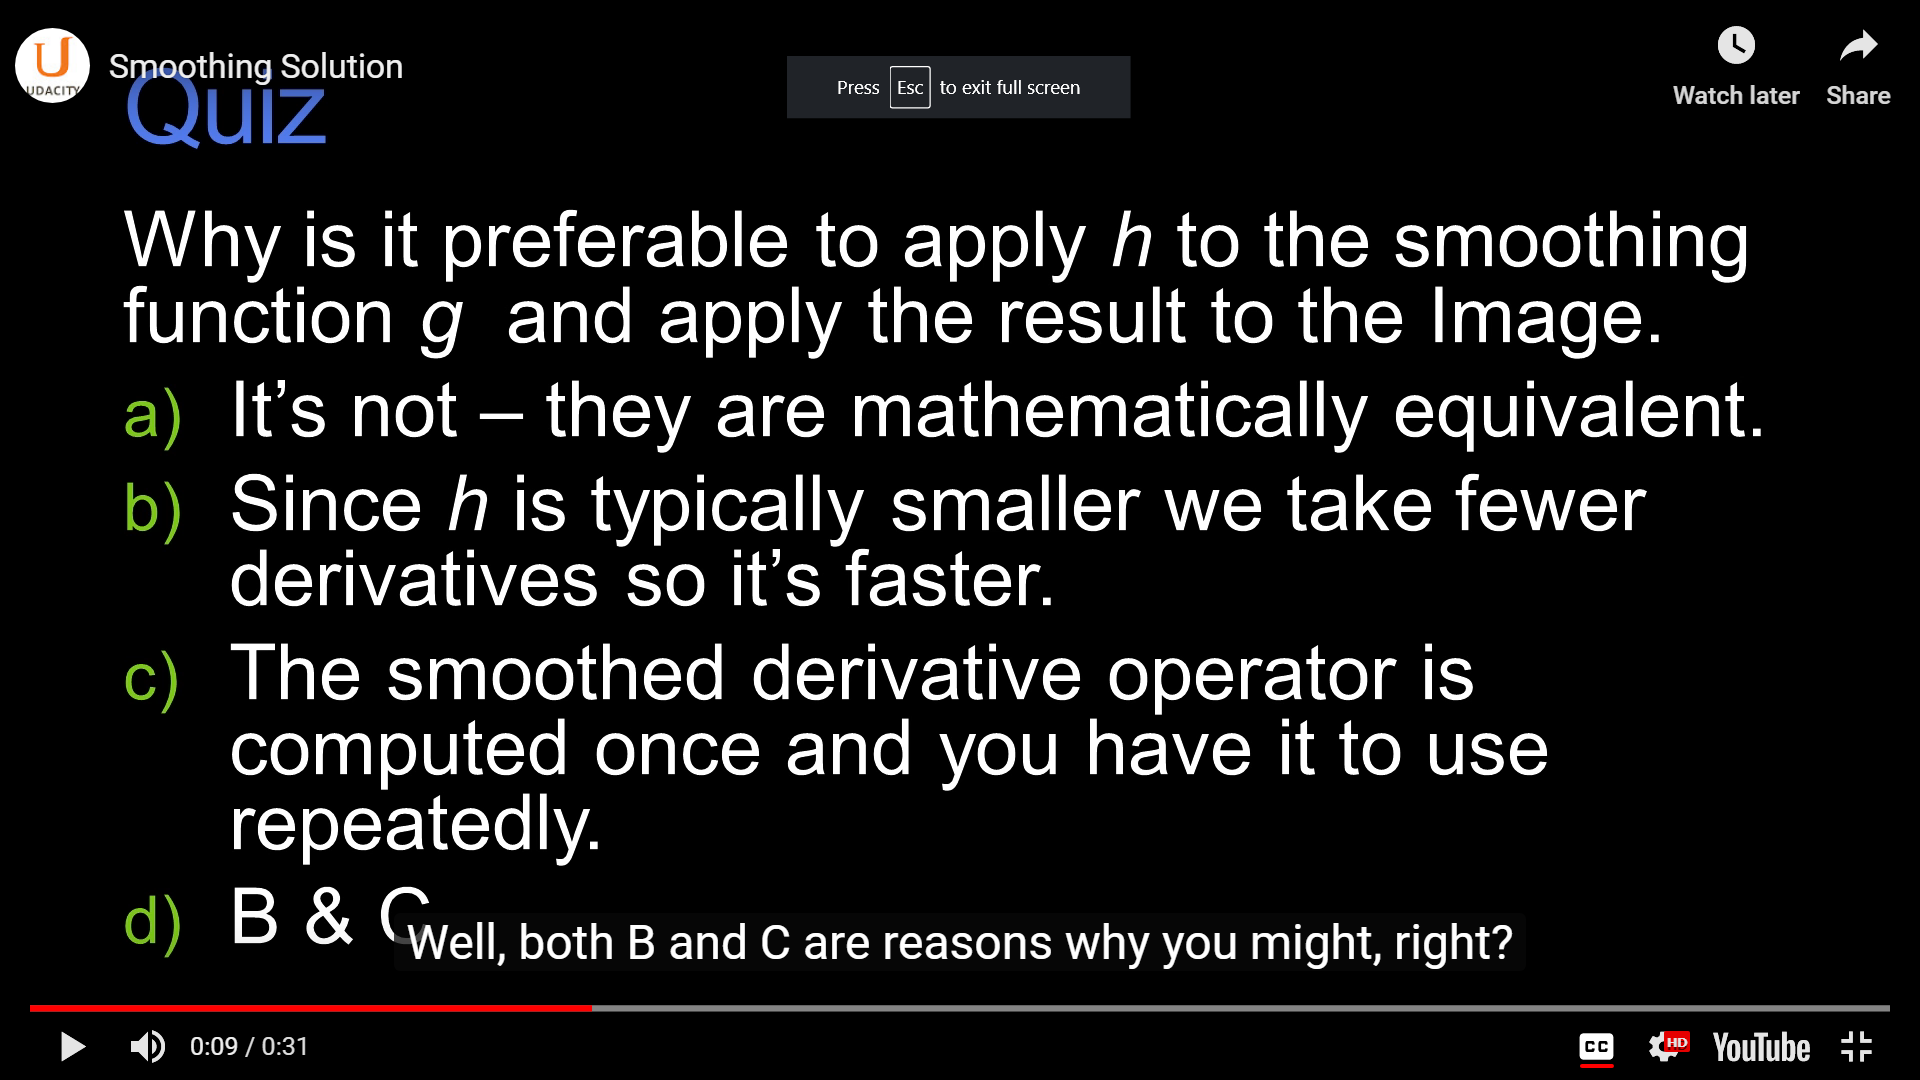 UDACITY
Smoothing Solution
Press Esc to exit full screen
Watch later
Share
Quiz
Why is it preferable to apply h to the smoothing
function g and apply the result to the Image.
a) It’s not – they are mathematically equivalent.
b) Since h is typically smaller we take fewer
derivatives so it’s faster.
c) The smoothed derivative operator is
computed once and you have it to use
repeatedly.
d) B & C
Well, both B and C are reasons why you might, right?
0:09 / 0:31
CC
HD
YouTube